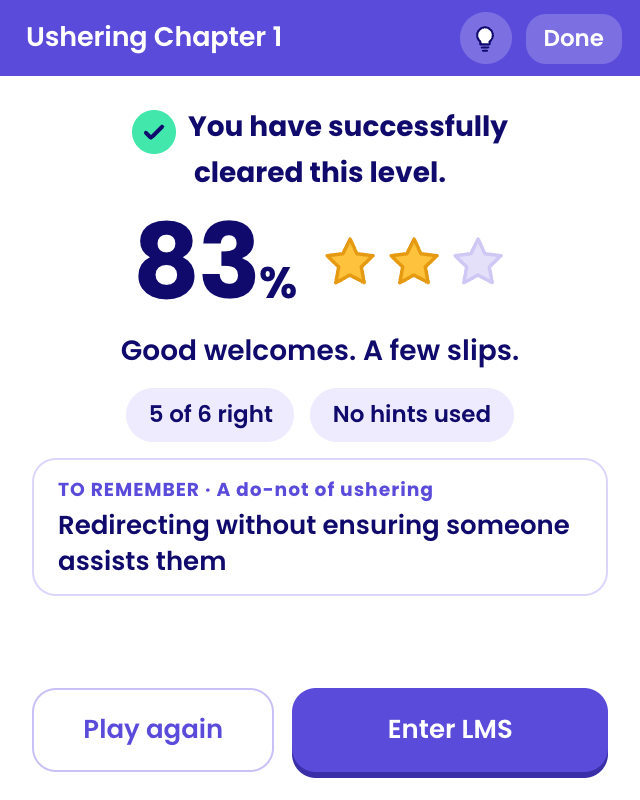 Ushering Chapter 1
Done
You have successfully
cleared this level.
83%
Good welcomes. A few slips.
5 of 6 right
No hints used
TO REMEMBER · A do-not of ushering
Redirecting without ensuring someone
assists them
Play again
Enter LMS